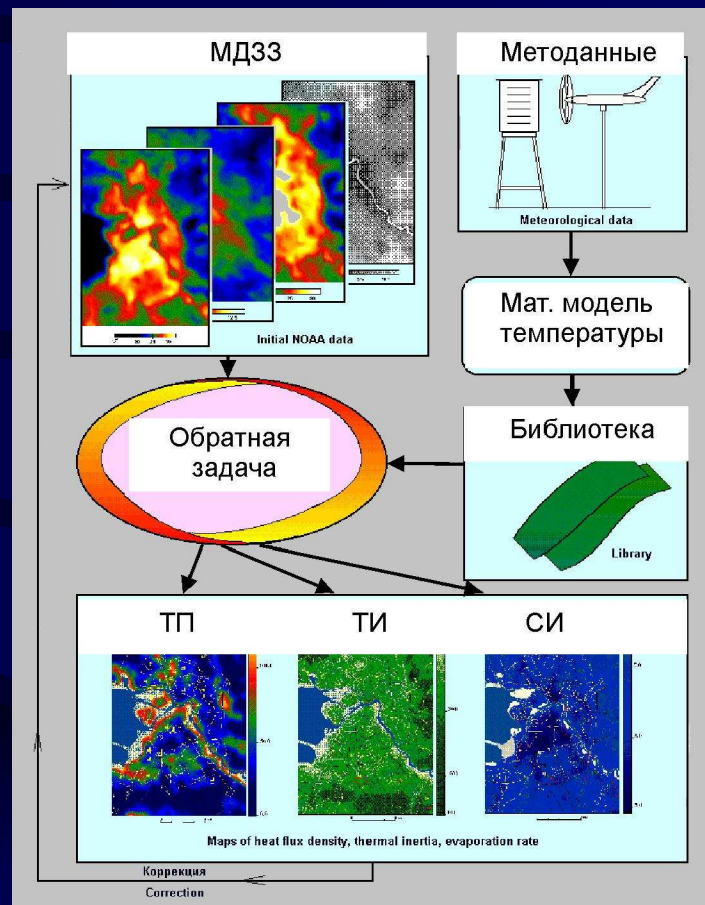 МДЗЗ
Методанные
Meteorological data
Initial NOAA data
Мат. модель
температуры
Обратная
задача
Библиотека
Library
ТП
ТИ
СИ
Maps of heat flux density, thermal inertia, evaporation rate
Коррекция
Correction